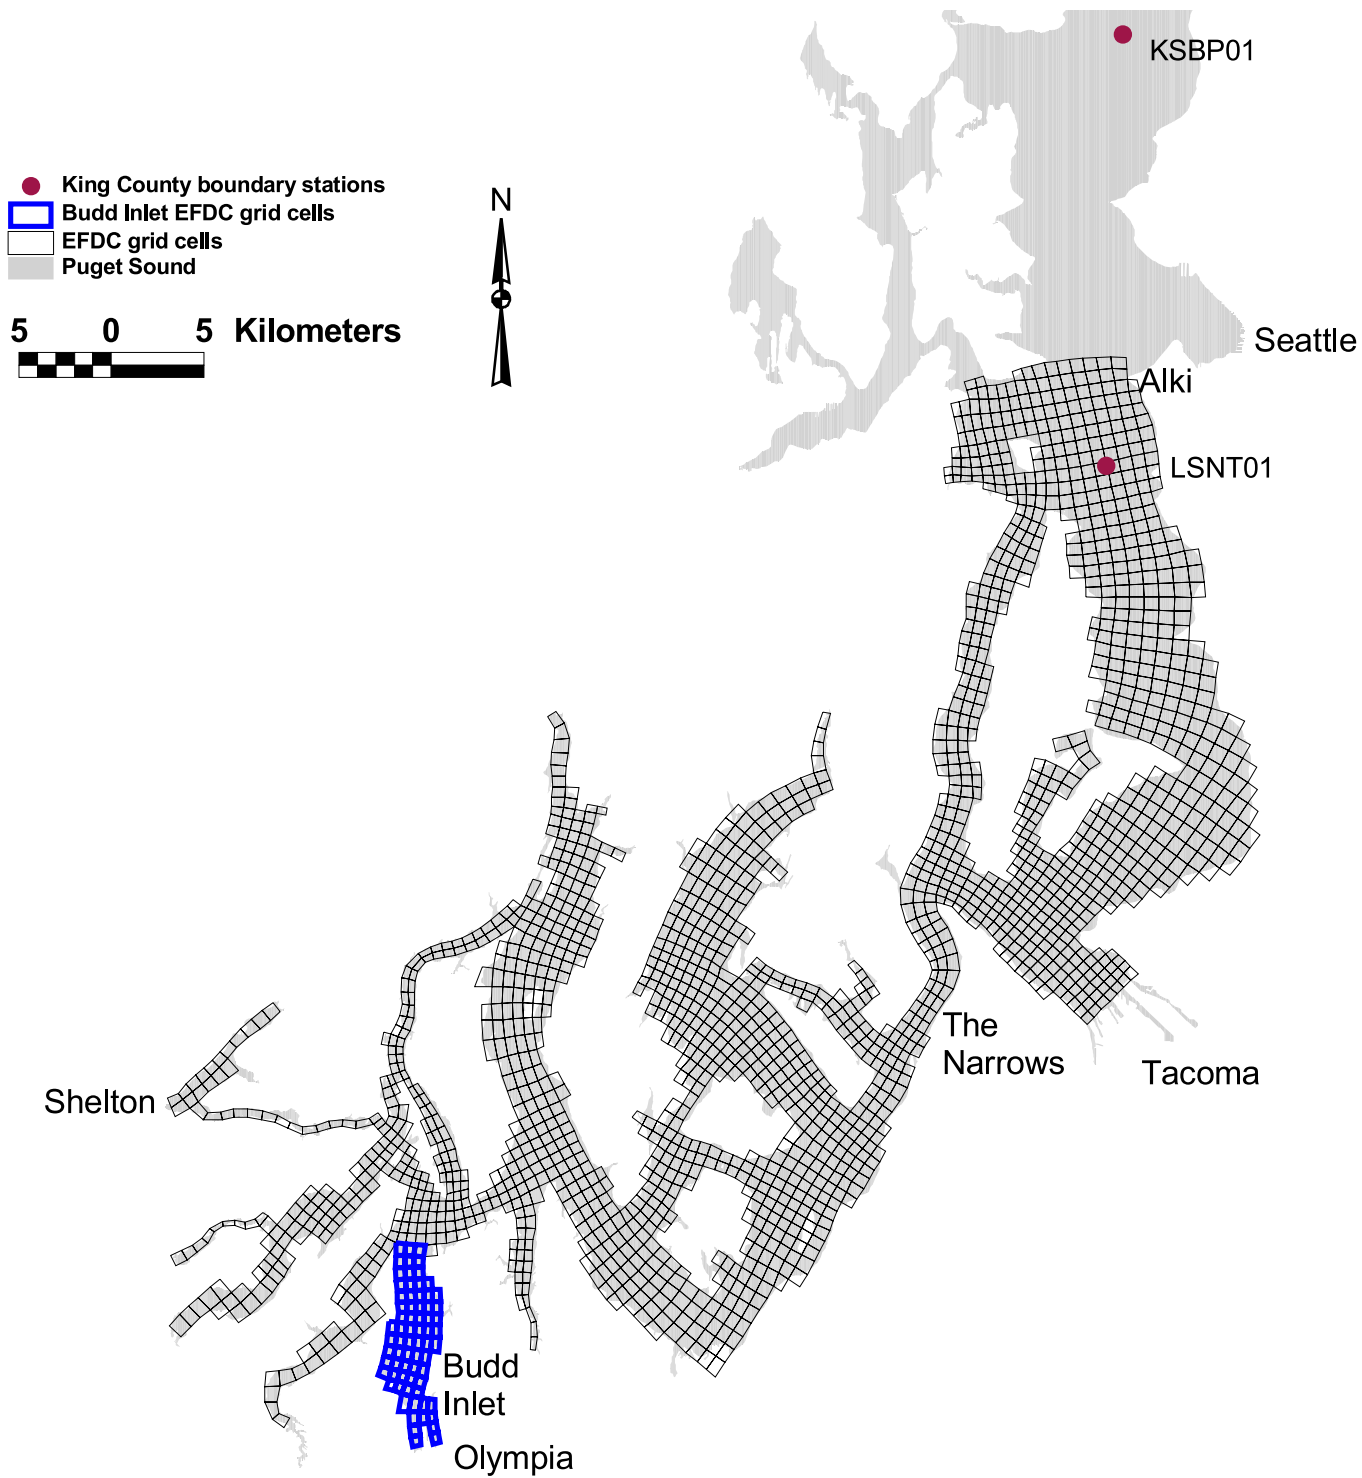 KSBP01
King County boundary stations
Budd Inlet EFDC grid cells
EFDC grid cells
Puget Sound
N
5 0 5 Kilometers
Seattle
Alki
LSNT01
The
Narrows
Tacoma
Shelton
Budd
Inlet
Olympia